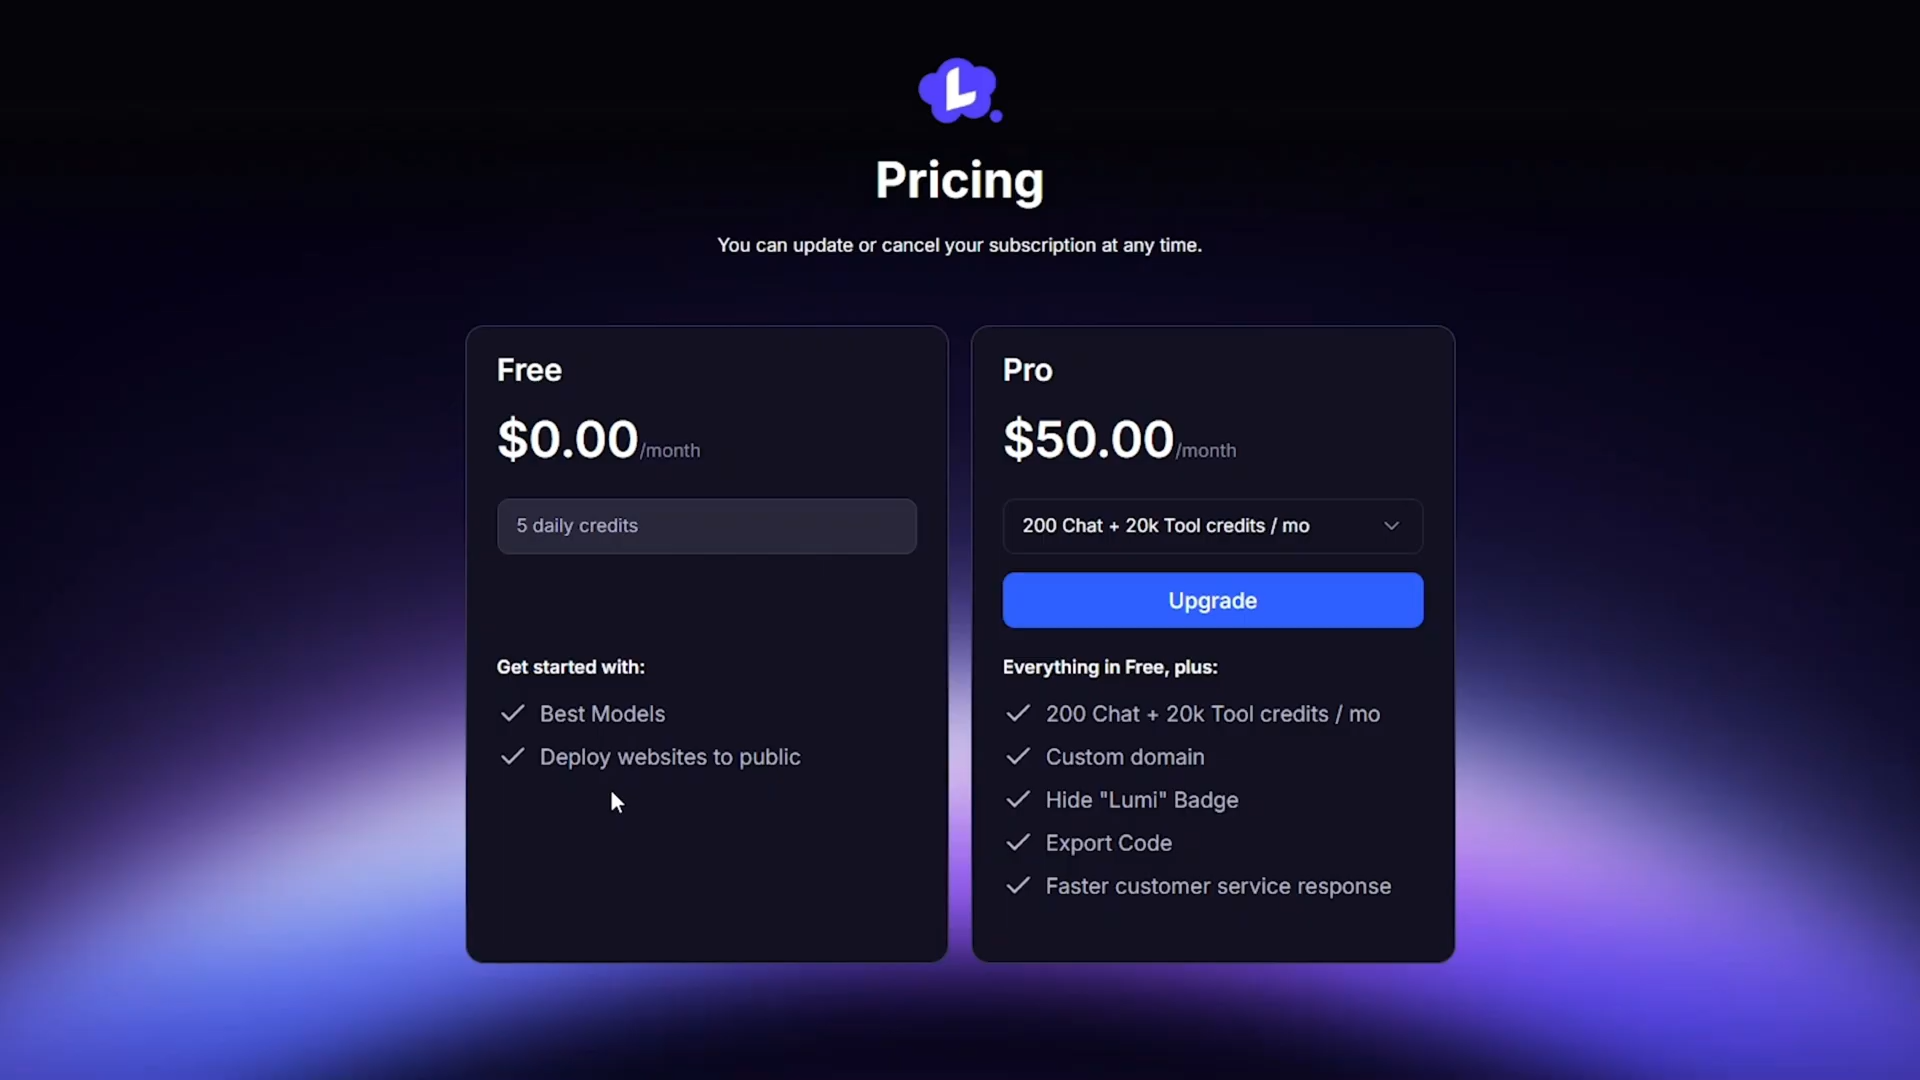 L
Pricing
You can update or cancel your subscription at any time.
Free
$0.00/month
5 daily credits
Get started with:
Best Models
Deploy websites to public
Pro
$50.00/month
200 Chat + 20k Tool credits / mo
Upgrade
Everything in Free, plus:
200 Chat + 20k Tool credits / mo
Custom domain
Hide "Lumi" Badge
Export Code
Faster customer service response